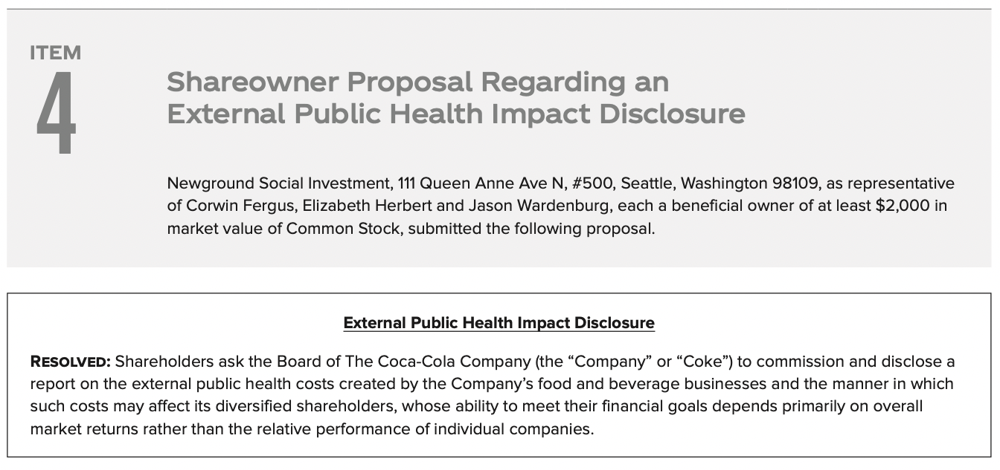 ITEM
4
Shareowner Proposal Regarding an
External Public Health Impact Disclosure
Newground Social Investment, 111 Queen Anne Ave N, #500, Seattle, Washington 98109, as representative
of Corwin Fergus, Elizabeth Herbert and Jason Wardenburg, each a beneficial owner of at least $2,000 in
market value of Common Stock, submitted the following proposal.
External Public Health Impact Disclosure
RESOLVED: Shareholders ask the Board of The Coca-Cola Company (the “Company” or “Coke”) to commission and disclose a
report on the external public health costs created by the Company’s food and beverage businesses and the manner in which
such costs may affect its diversified shareholders, whose ability to meet their financial goals depends primarily on overall
market returns rather than the relative performance of individual companies.